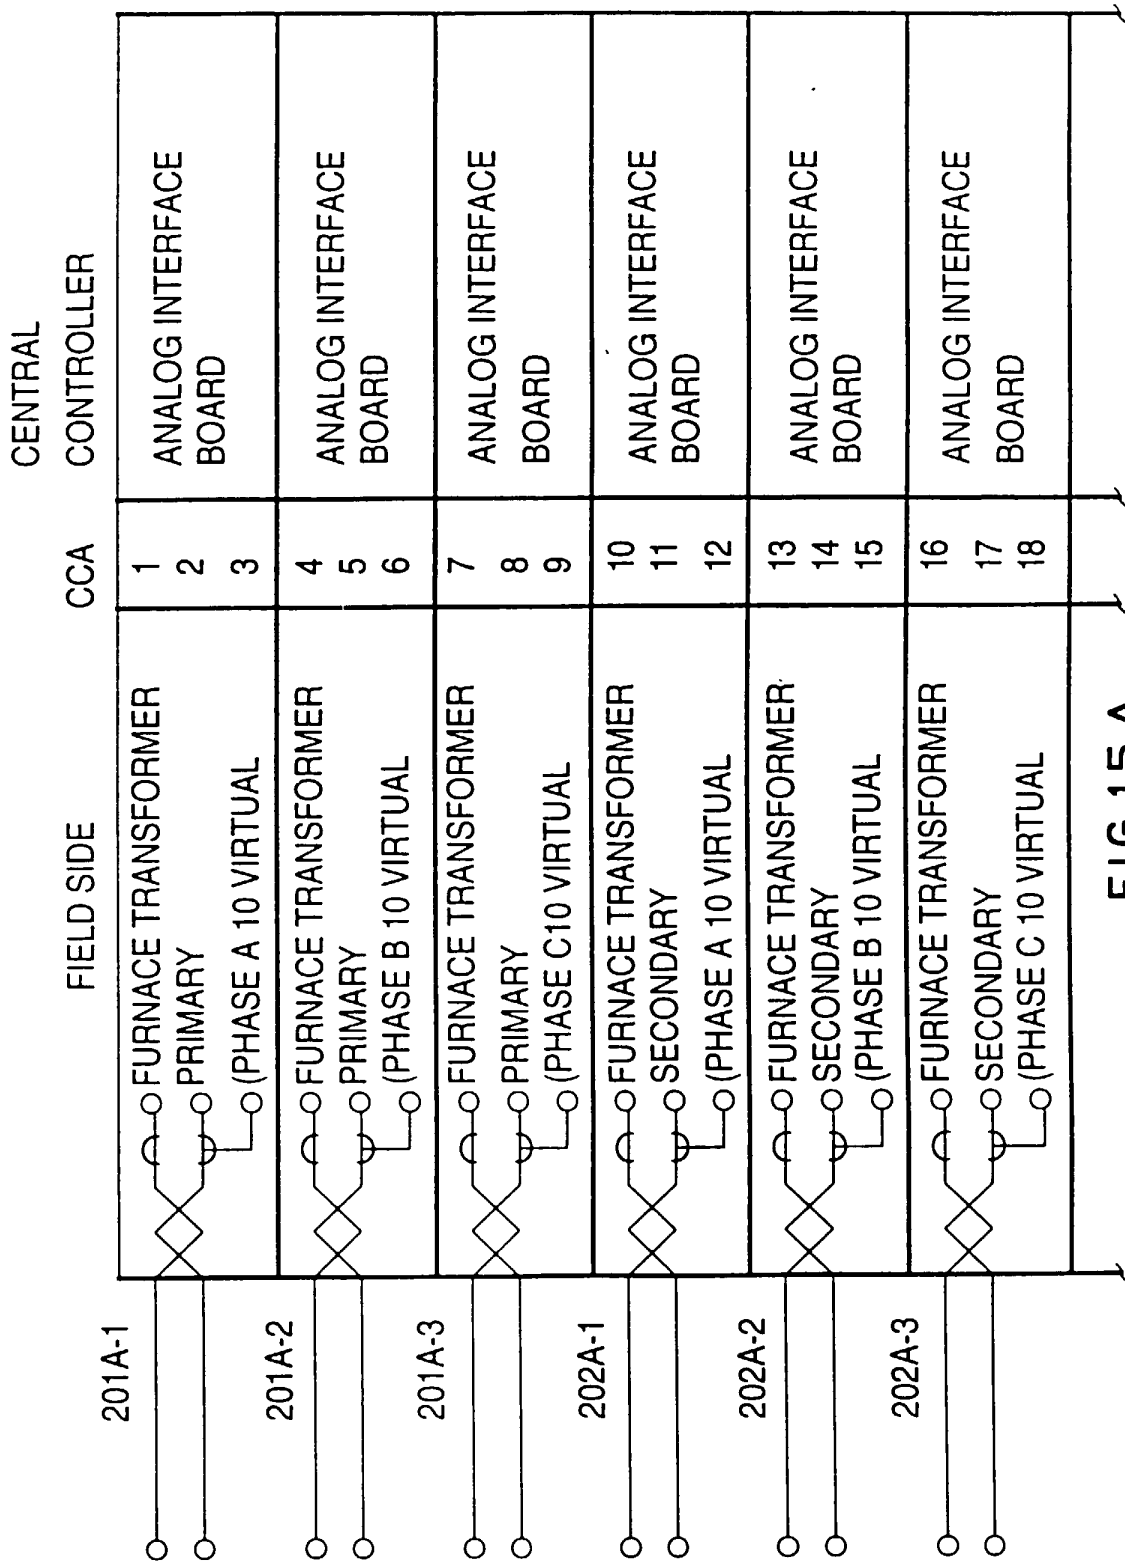 CENTRAL
FIELD SIDE CCA CONTROLLER
201A-1
FURNACE TRANSFORMER 1 ANALOG INTERFACE
PRIMARY 2 BOARD
(PHASE A 10 VIRTUAL 3
201A-2
FURNACE TRANSFORMER 4 ANALOG INTERFACE
PRIMARY 5 BOARD
(PHASE B 10 VIRTUAL 6
201A-3
FURNACE TRANSFORMER 7 ANALOG INTERFACE
PRIMARY 8 BOARD
(PHASE C10 VIRTUAL 9
202A-1
FURNACE TRANSFORMER 10 ANALOG INTERFACE
SECONDARY 11 BOARD
(PHASE A 10 VIRTUAL 12
202A-2
FURNACE TRANSFORMER 13 ANALOG INTERFACE
SECONDARY 14 BOARD
(PHASE B 10 VIRTUAL 15
202A-3
FURNACE TRANSFORMER 16 ANALOG INTERFACE
SECONDARY 17 BOARD
(PHASE C 10 VIRTUAL 18
FIG 15A